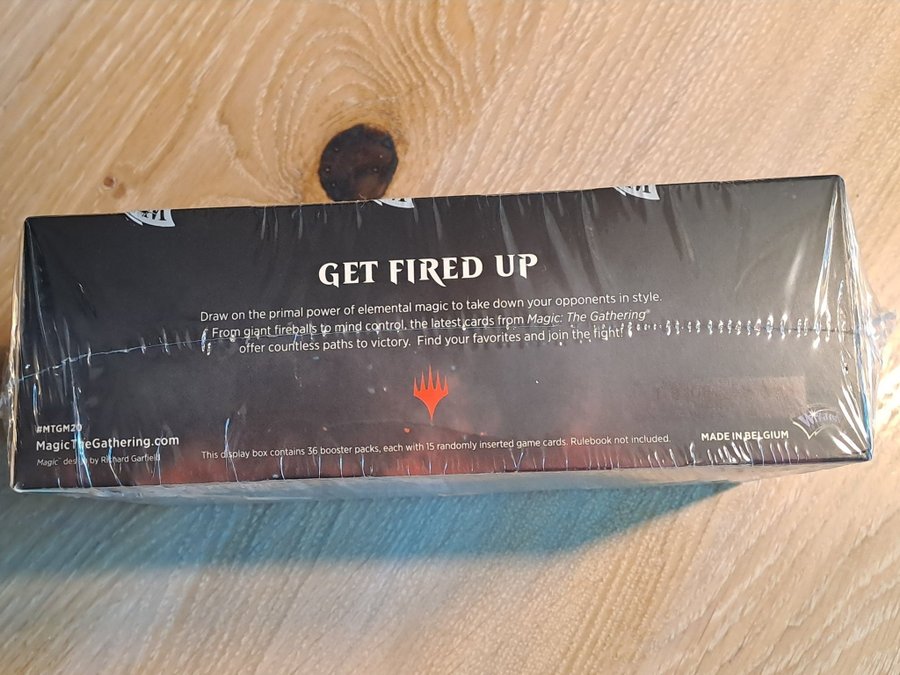 GET FIRED UP
Draw on the primal power of elemental magic to take down your opponents in style.
From giant fireballs to mind control, the latest cards from Magic: The Gathering®
offer countless paths to victory. Find your favorites and join the fight!
#MTGM20
MagicTheGathering.com
Magic™ design by Richard Garfield
This display box contains 36 booster packs, each with 15 randomly inserted game cards. Rulebook not included.
MADE IN BELGIUM
Wizards